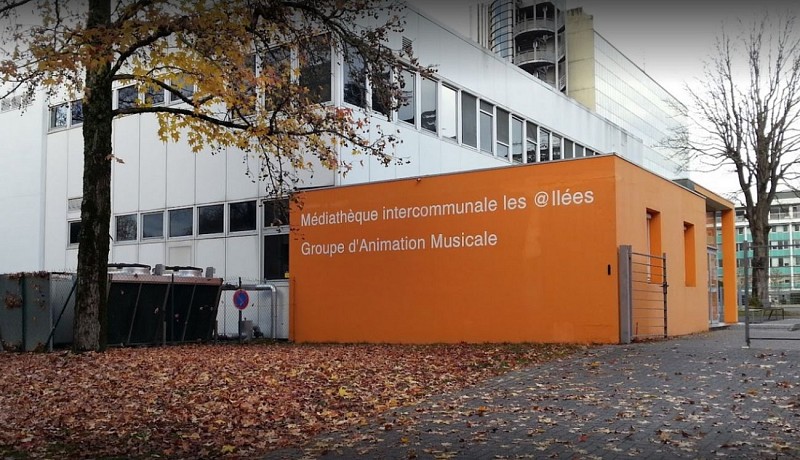 Médiathèque intercommunale les @llées
Groupe d'Animation Musicale